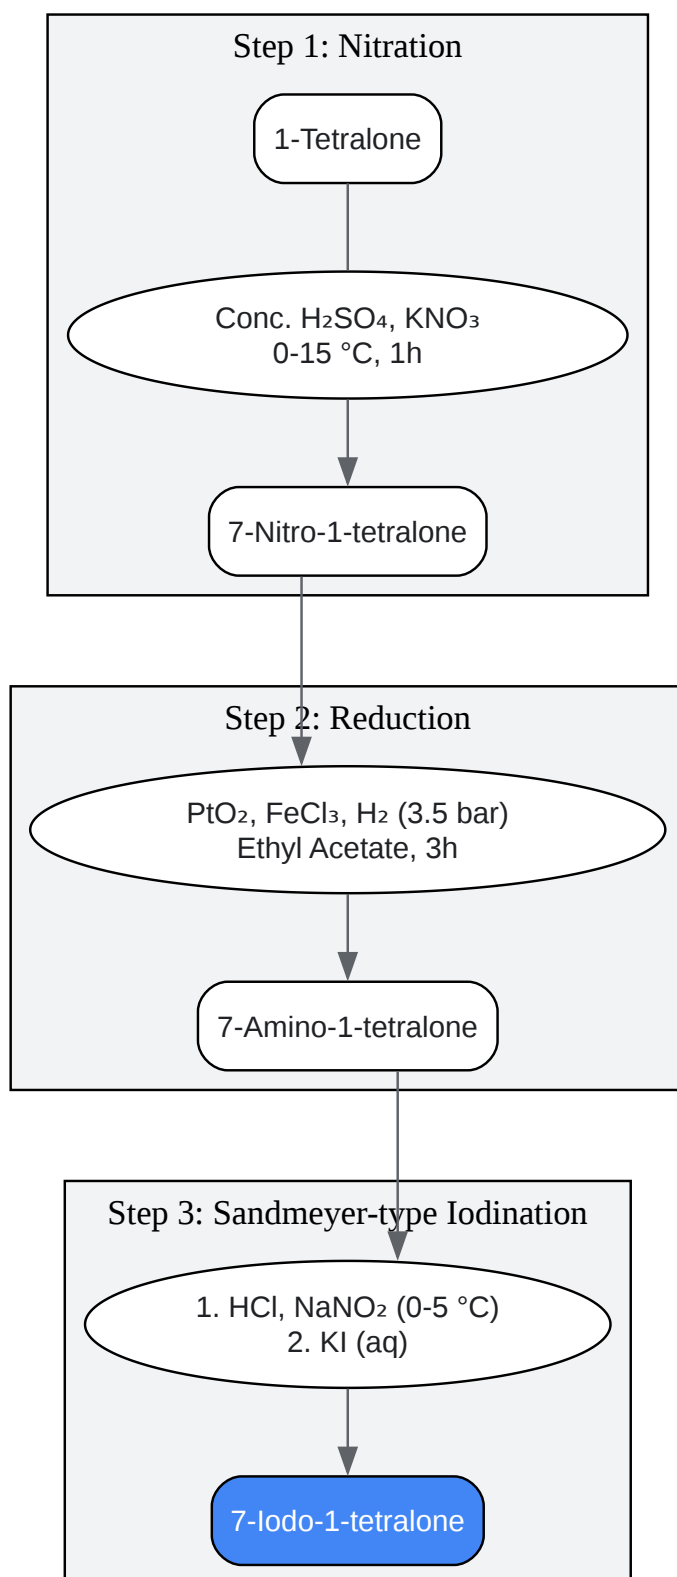 Step 1: Nitration
1-Tetralone
Conc. H₂SO₄, KNO₃
0-15 °C, 1h
7-Nitro-1-tetralone
Step 2: Reduction
PtO₂, FeCl₃, H₂ (3.5 bar)
Ethyl Acetate, 3h
7-Amino-1-tetralone
Step 3: Sandmeyer-type Iodination
1. HCl, NaNO₂ (0-5 °C)
2. KI (aq)
7-Iodo-1-tetralone